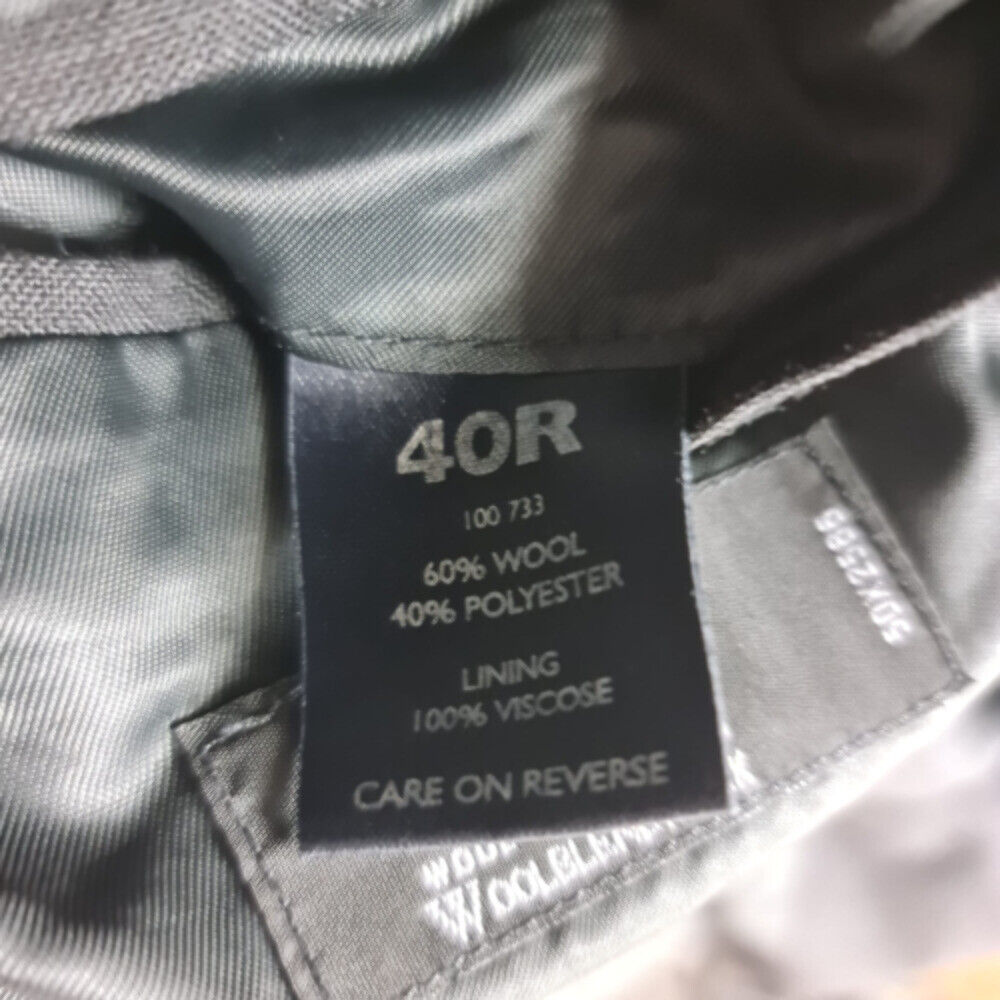 40R
100 733
60% WOOL
40% POLYESTER
LINING
100% VISCOSE
CARE ON REVERSE